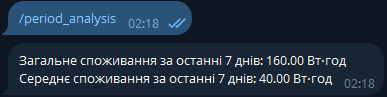 /period_analysis
02:18
Загальне споживання за останні 7 днів: 160.00 Вт·год
Середнє споживання за останні 7 днів: 40.00 Вт·год
02:18